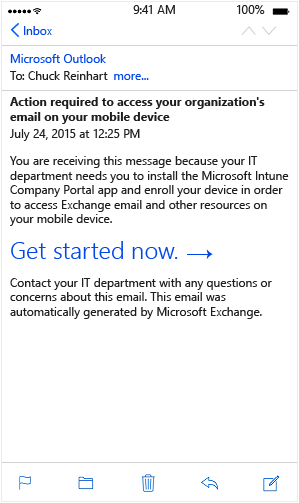 9:41 AM 100%
Inbox
Microsoft Outlook
To: Chuck Reinhart more...
Action required to access your organization's
email on your mobile device
July 24, 2015 at 12:25 PM
You are receiving this message because your IT
department needs you to install the Microsoft Intune
Company Portal app and enroll your device in order
to access Exchange email and other resources on
your mobile device.
Get started now. →
Contact your IT department with any questions or
concerns about this email. This email was
automatically generated by Microsoft Exchange.